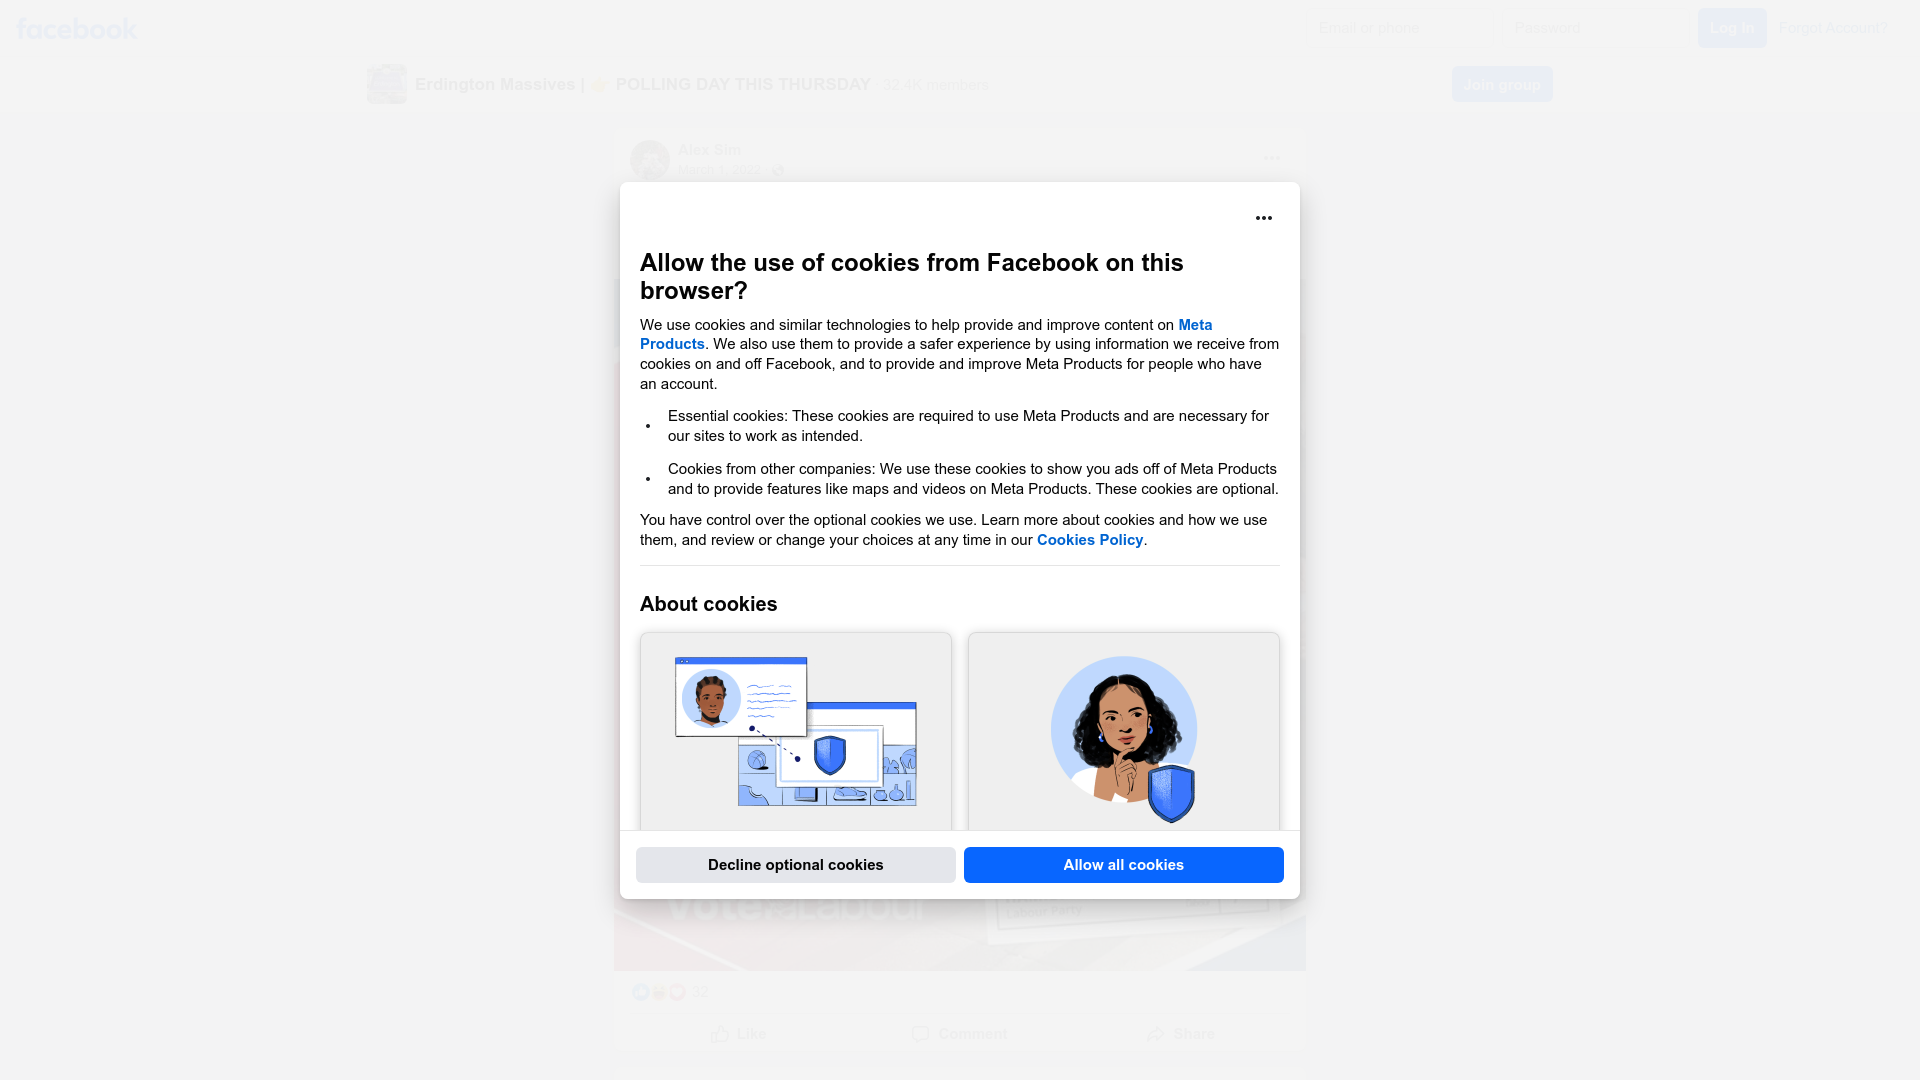 facebook
Email or phone
Password
Log In
Forgot Account?
Erdington Massives | 👉 POLLING DAY THIS THURSDAY
32.4K members
Join group
Alex Sim
March 1, 2022
Allow the use of cookies from Facebook on this
browser?
We use cookies and similar technologies to help provide and improve content on Meta
Products. We also use them to provide a safer experience by using information we receive from
cookies on and off Facebook, and to provide and improve Meta Products for people who have
an account.
• Essential cookies: These cookies are required to use Meta Products and are necessary for
our sites to work as intended.
• Cookies from other companies: We use these cookies to show you ads off of Meta Products
and to provide features like maps and videos on Meta Products. These cookies are optional.
You have control over the optional cookies we use. Learn more about cookies and how we use
them, and review or change your choices at any time in our Cookies Policy.
About cookies
Decline optional cookies
Allow all cookies
Vote Labour
Labour Party
32
Like
Comment
Share